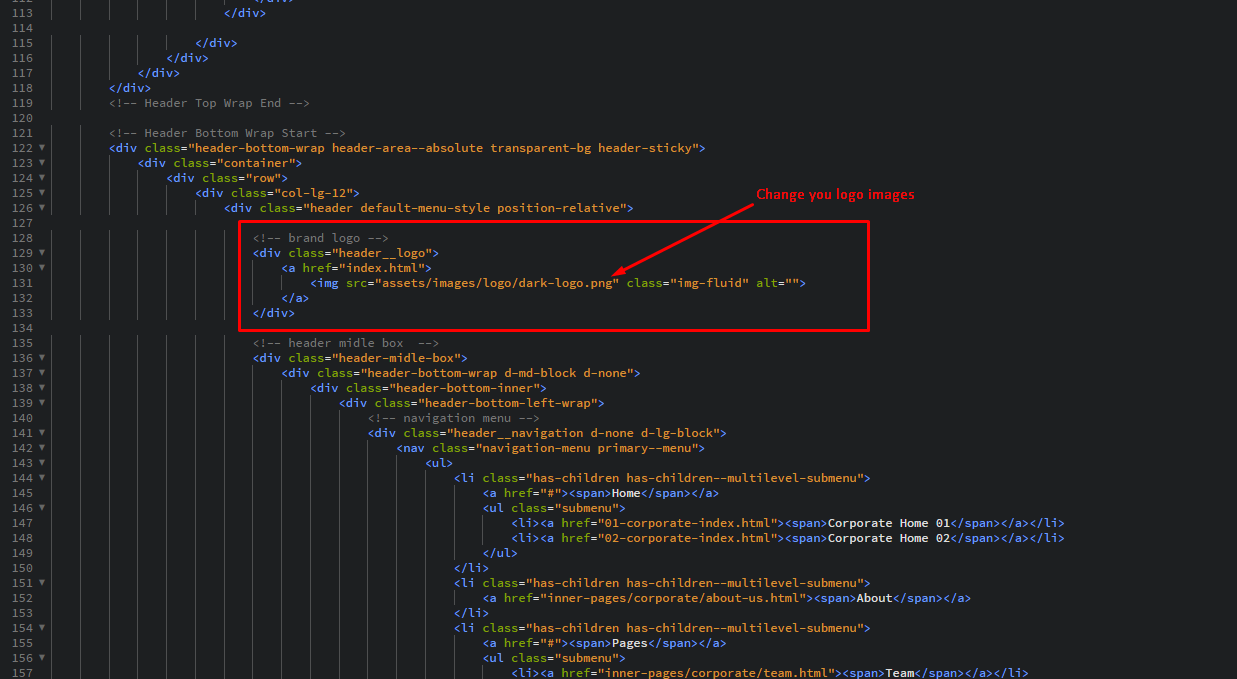 113 </div>
114
115 </div>
116 </div>
117 </div>
118 </div>
119 <!-- Header Top Wrap End -->
120
121 <!-- Header Bottom Wrap Start -->
122 <div class="header-bottom-wrap header-area--absolute transparent-bg header-sticky">
123 <div class="container">
124 <div class="row">
125 <div class="col-lg-12">
Change you logo images
126 <div class="header default-menu-style position-relative">
127
128 <!-- brand logo -->
129 <div class="header__logo">
130 <a href="index.html">
131 <img src="assets/images/logo/dark-logo.png" class="img-fluid" alt="">
132 </a>
133 </div>
134
135 <!-- header midle box  -->
136 <div class="header-midle-box">
137 <div class="header-bottom-wrap d-md-block d-none">
138 <div class="header-bottom-inner">
139 <div class="header-bottom-left-wrap">
140 <!-- navigation menu -->
141 <div class="header__navigation d-none d-lg-block">
142 <nav class="navigation-menu primary--menu">
143 <ul>
144 <li class="has-children has-children--multilevel-submenu">
145 <a href="#"><span>Home</span></a>
146 <ul class="submenu">
147 <li><a href="01-corporate-index.html"><span>Corporate Home 01</span></a></li>
148 <li><a href="02-corporate-index.html"><span>Corporate Home 02</span></a></li>
149 </ul>
150 </li>
151 <li class="has-children has-children--multilevel-submenu">
152 <a href="inner-pages/corporate/about-us.html"><span>About</span></a>
153 </li>
154 <li class="has-children has-children--multilevel-submenu">
155 <a href="#"><span>Pages</span></a>
156 <ul class="submenu">
157 <li><a href="inner-pages/corporate/team.html"><span>Team</span></a></li>